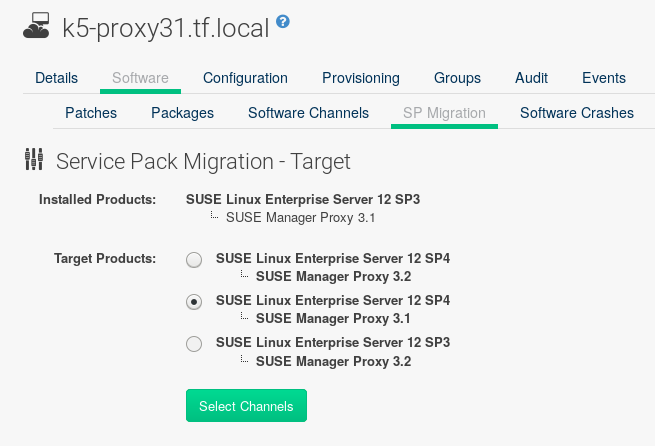 k5-proxy31.tf.local ?
Details Software Configuration Provisioning Groups Audit Events
Patches Packages Software Channels SP Migration Software Crashes
Service Pack Migration - Target
Installed Products: SUSE Linux Enterprise Server 12 SP3
SUSE Manager Proxy 3.1
Target Products: SUSE Linux Enterprise Server 12 SP4
SUSE Manager Proxy 3.2
SUSE Linux Enterprise Server 12 SP4
SUSE Manager Proxy 3.1
SUSE Linux Enterprise Server 12 SP3
SUSE Manager Proxy 3.2
Select Channels